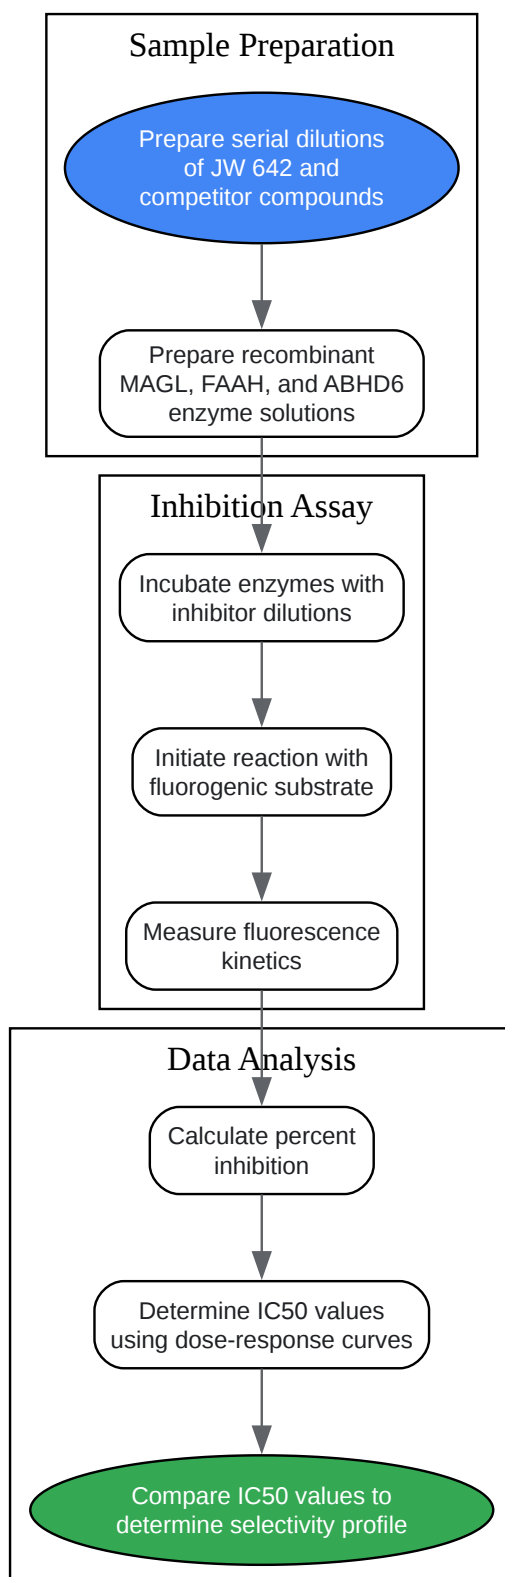 Sample Preparation
Prepare serial dilutions
of JW 642 and
competitor compounds
Prepare recombinant
MAGL, FAAH, and ABHD6
enzyme solutions
Inhibition Assay
Incubate enzymes with
inhibitor dilutions
Initiate reaction with
fluorogenic substrate
Measure fluorescence
kinetics
Data Analysis
Calculate percent
inhibition
Determine IC50 values
using dose-response curves
Compare IC50 values to
determine selectivity profile